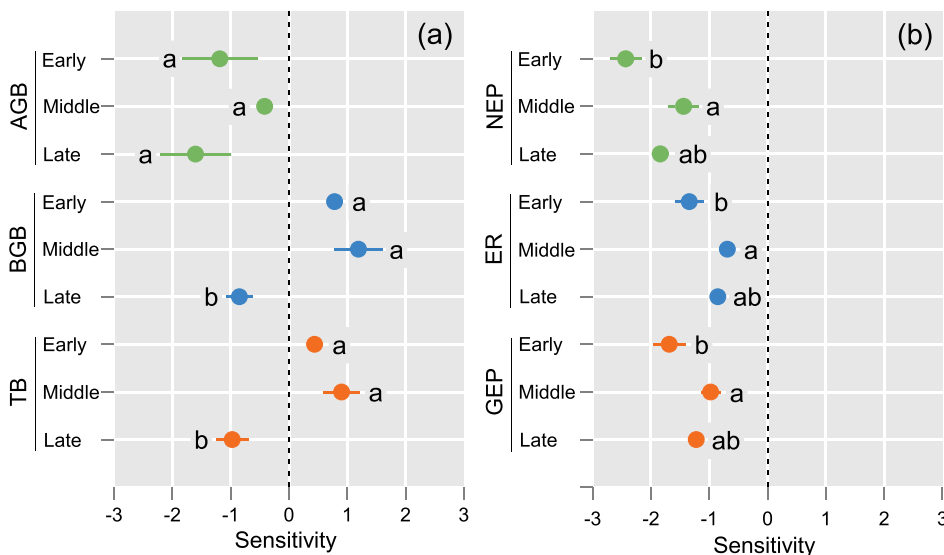 (a)
AGB
Early a
Middle a
Late a
BGB
Early a
Middle a
Late b
TB
Early a
Middle a
Late b
-3 -2 -1 0 1 2 3
Sensitivity
(b)
NEP
Early b
Middle a
Late ab
ER
Early b
Middle a
Late ab
GEP
Early b
Middle a
Late ab
-3 -2 -1 0 1 2 3
Sensitivity